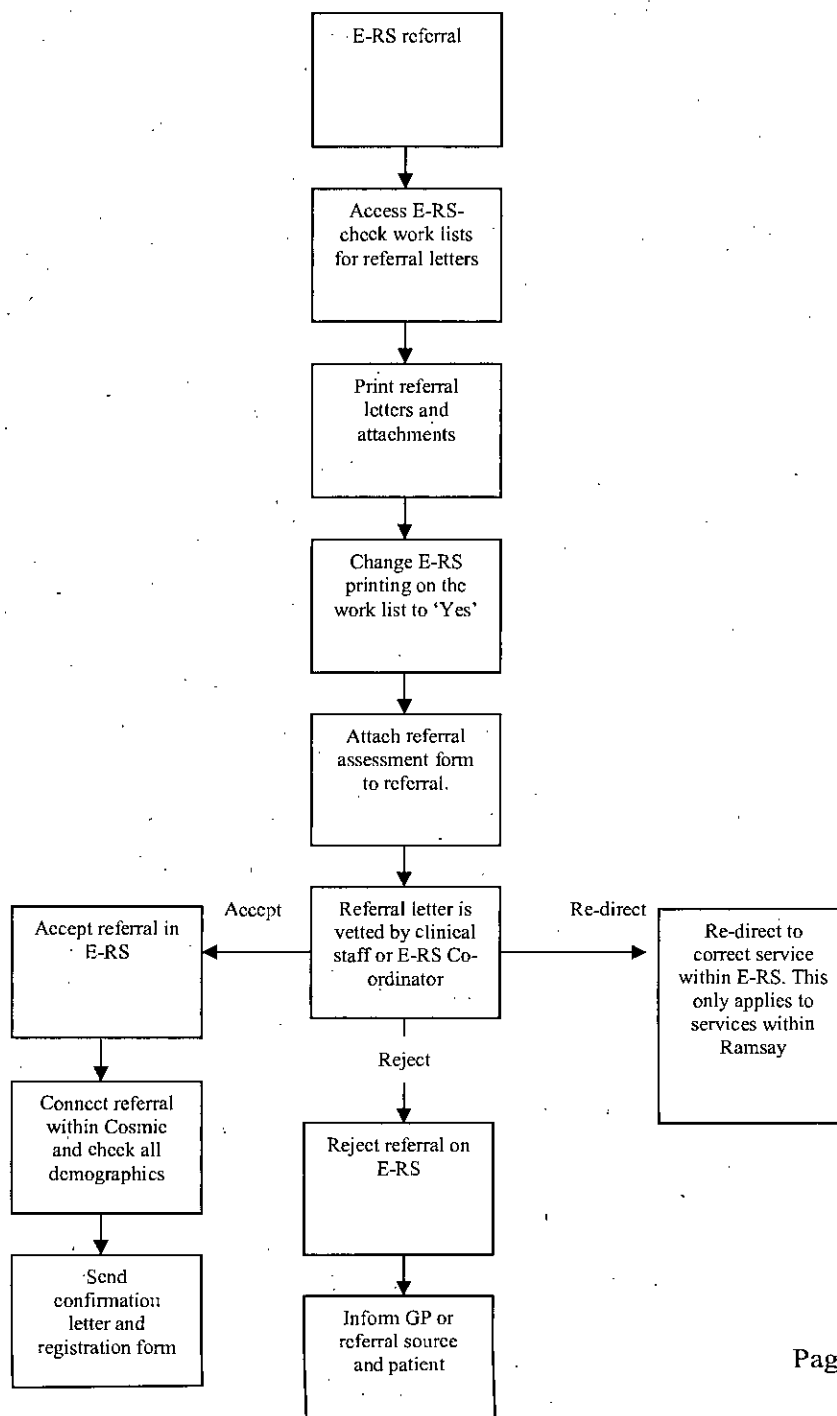 E-RS referral
Access E-RS-
check work lists
for referral letters
Print referral
letters and
attachments
Change E-RS
printing on the
work list to ‘Yes’
Attach referral
assessment form
to referral.
Referral letter is
vetted by clinical
staff or E-RS Co-
ordinator
Accept
Accept referral in
E-RS
Connect referral
within Cosmic
and check all
demographics
Send
confirmation
letter and
registration form
Reject
Reject referral on
E-RS
Inform GP or
referral source
and patient
Re-direct
Re-direct to
correct service
within E-RS. This
only applies to
services within
Ramsay
Pag